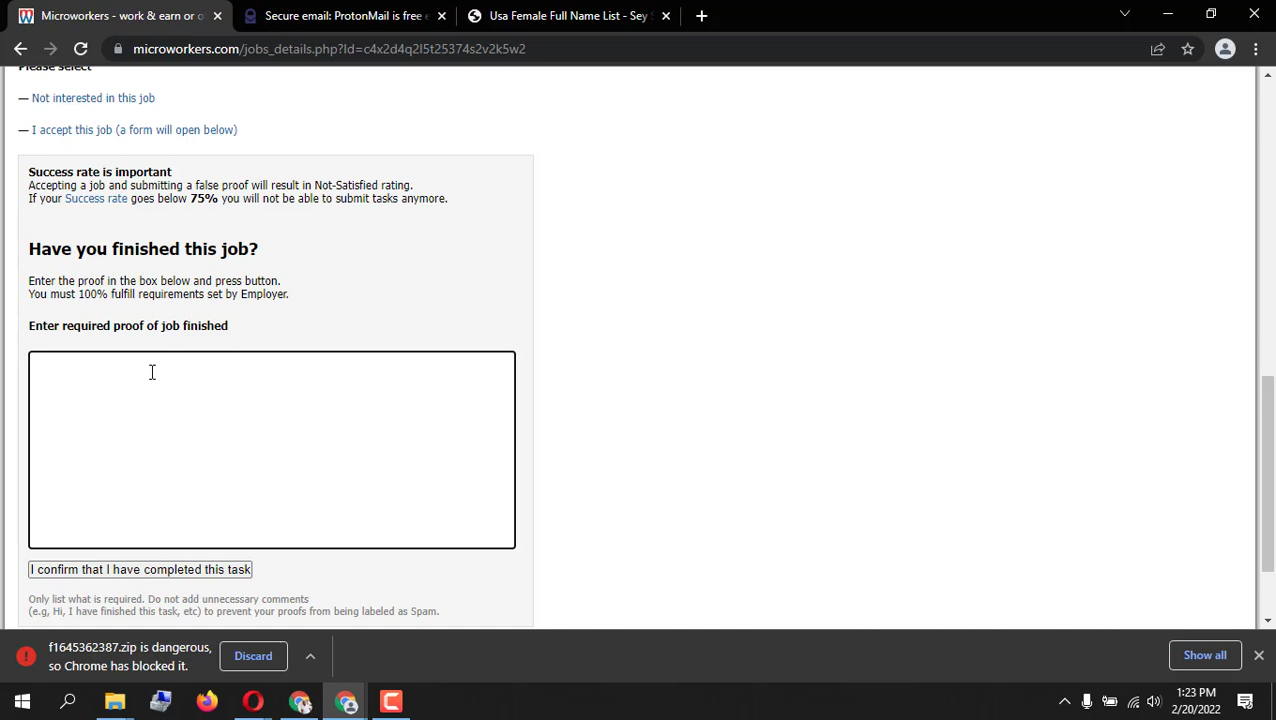 Microworkers - work & earn or o
Secure email: ProtonMail is free e
Usa Female Full Name List - Sey S
microworkers.com/jobs_details.php?Id=c4x2d4q2l5t25374s2v2k5w2
Please select
— Not interested in this job
— I accept this job (a form will open below)
Success rate is important
Accepting a job and submitting a false proof will result in Not-Satisfied rating.
If your Success rate goes below 75% you will not be able to submit tasks anymore.
Have you finished this job?
Enter the proof in the box below and press button.
You must 100% fulfill requirements set by Employer.
Enter required proof of job finished
I confirm that I have completed this task
Only list what is required. Do not add unnecessary comments
(e.g, Hi, I have finished this task, etc) to prevent your proofs from being labeled as Spam.
f1645362387.zip is dangerous,
so Chrome has blocked it.
Discard
Show all
1:23 PM
2/20/2022